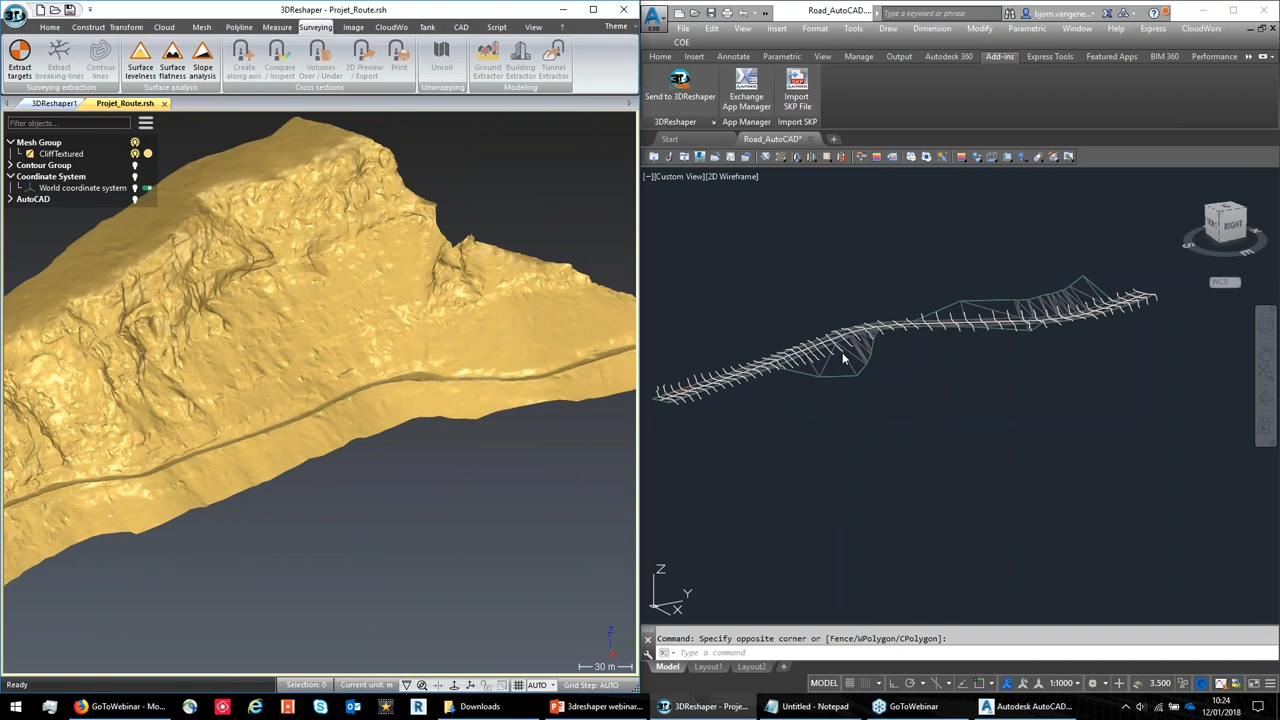 3DReshaper - Projet_Route.rsh
Home Construct Transform Cloud Mesh Polyline Measure Surveying Image CloudWo Tank CAD Script View ? Theme
Extract targets
Extract breaking lines
Contour lines
Surface levelness
Surface flatness
Slope analysis
Create along axis
Compare / Inspect
Volumes Over / Under
2D Preview / Export
Print
Unroll
Ground Extractor
Building Extractor
Tunnel Extractor
Surveying extraction Surface analysis Cross sections Unwrapping Modeling
3DReshaper1 Projet_Route.rsh
Filter objects...
Mesh Group
CliffTextured
Contour Group
Coordinate System
World coordinate system
AutoCAD
Z
30 m
Ready Selection: 0 Current unit: m AUTO Grid Step: AUTO
C3D Road_AutoCAD.... Type a keyword or phrase bjorn.vangene...
File Edit View Insert Format Tools Draw Dimension Modify Parametric Window Help Express CloudWorx
COE
Home Insert Annotate Parametric View Manage Output Autodesk 360 Add-ins Express Tools Featured Apps BIM 360 Performanc
Send to 3DReshaper
Exchange App Manager
Import SKP File
3DReshaper App Manager Import SKP
Start Road_AutoCAD*
[−][Custom View][2D Wireframe]
RIGHT
S
E
WCS
Z
Y
X
Command: Specify opposite corner or [Fence/WPolygon/CPolygon]:
Type a command
Model Layout1 Layout2
MODEL 1:1000 3.500
GoToWebinar - Mo... Downloads 3dreshaper webinar... 3DReshaper - Proje... Untitled - Notepad GoToWebinar Autodesk AutoCAD... 10:24
12/01/2018